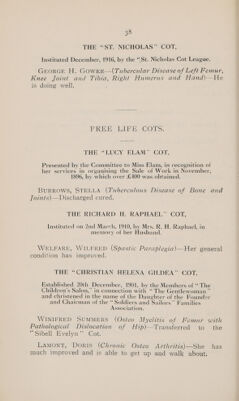 38
THE "ST. NICHOLAS" COT,
Instituted December, 1916, by the "St. Nicholas Cot League.
GEORGE H. GOWER—(Tubercular Disease of Left Femur,
Knee Joint and Tibia, Right Humerus and Hand)—He
is doing well.
FREE LIFE COTS.
THE "LUCY ELAM" COT,
Presented by the Committee to Miss Elam, in recognition of
her services in organising the Sale of Work in November,
1896, by which over £400 was obtained.
BURROWS, STELLA (Tuberculous Disease of Bone and
Joints)—Discharged cured.
THE RICHARD H. RAPHAEL" COT,
Instituted on 2nd March, 1910, by Mrs. R. H. Raphael, in
memory of her Husband.
WELFARE, WILFRED (Spastic Paraplegia)—Her general
condition has improved.
THE "CHRISTIAN HELENA GILDEA" COT,
Established 20th December, 1901, by the Members of "The
Children's Salon," in connection with "The Gentlewoman"
and christened in the name of the Daughter of the Founder
and Chairman of the "Soldiers and Sailors" Families
Association.
WINIFRED SUMMERS (Osteo Myelitis of Femur with
Pathological Dislocation of Hip)—Transferred to the
"Sibell Evelyn" Cot.
LAMONT, DORIS (Chronic Osteo Arthritis)—She has
much improved and is able to get up and walk about.